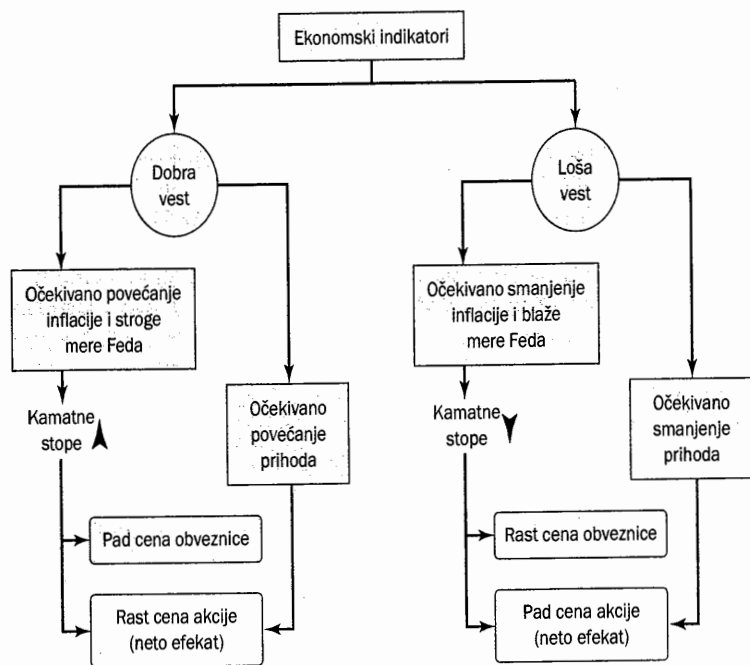 Ekonomski indikatori
Dobra
vest
Loša
vest
Očekivano povećanje
inflacije i stroge
mere Feda
Očekivano smanjenje
inflacije i blaže
mere Feda
Kamatne
stope
Očekivano
povećanje
prihoda
Kamatne
stope
Očekivano
smanjenje
prihoda
Pad cena obveznice
Rast cena obveznice
Rast cena akcije
(neto efekat)
Pad cena akcije
(neto efekat)